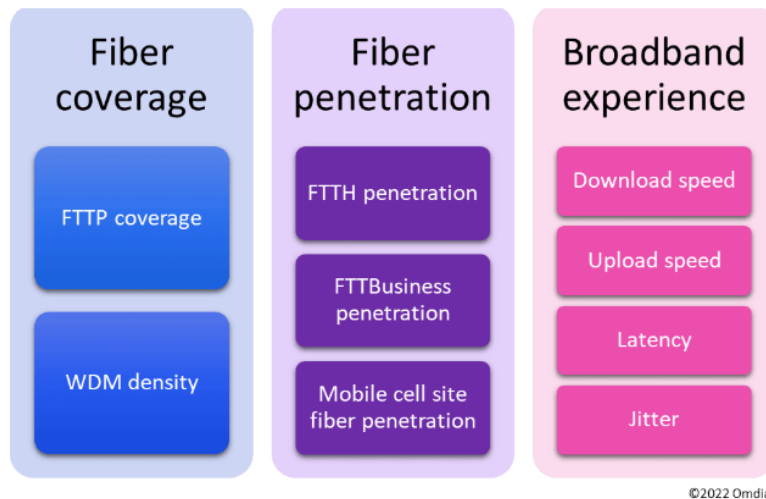 Fiber
coverage
FTTP coverage
WDM density
Fiber
penetration
FTTH penetration
FTTBusiness
penetration
Mobile cell site
fiber penetration
Broadband
experience
Download speed
Upload speed
Latency
Jitter
©2022 Omdia